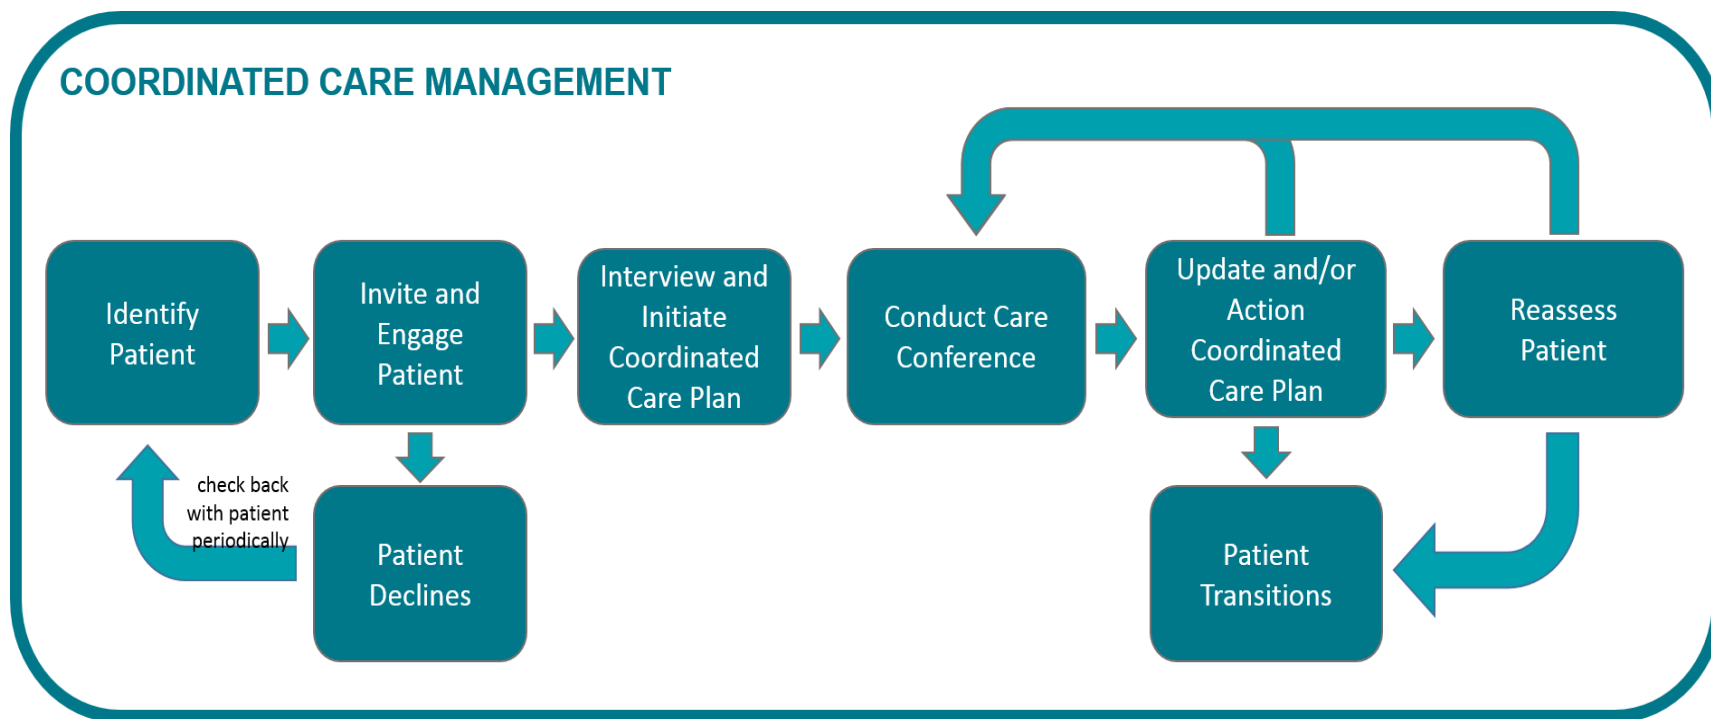 COORDINATED CARE MANAGEMENT
Identify
Patient
Invite and
Engage
Patient
Interview and
Initiate
Coordinated
Care Plan
Conduct Care
Conference
Update and/or
Action
Coordinated
Care Plan
Reassess
Patient
check back
with patient
periodically
Patient
Declines
Patient
Transitions